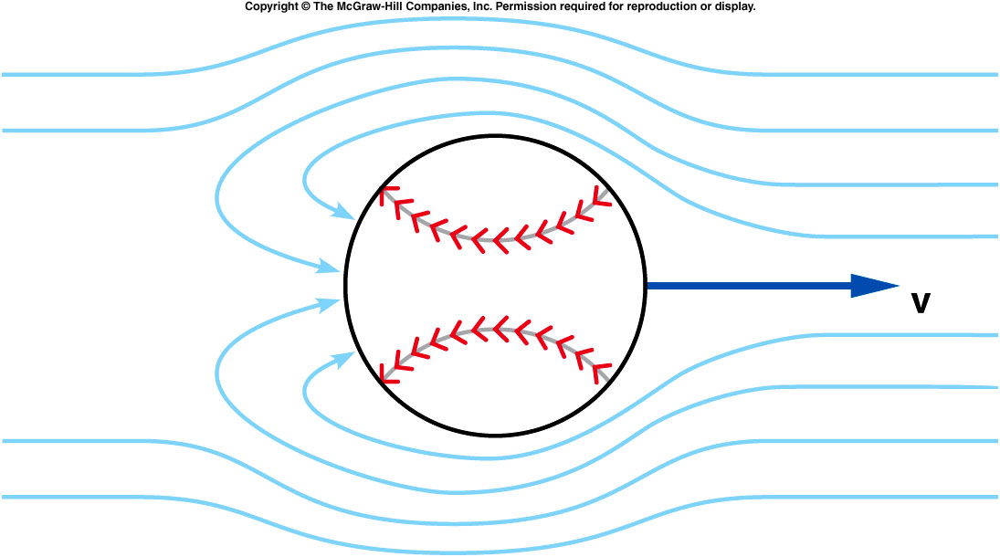 Copyright © The McGraw-Hill Companies, Inc. Permission required for reproduction or display.
v